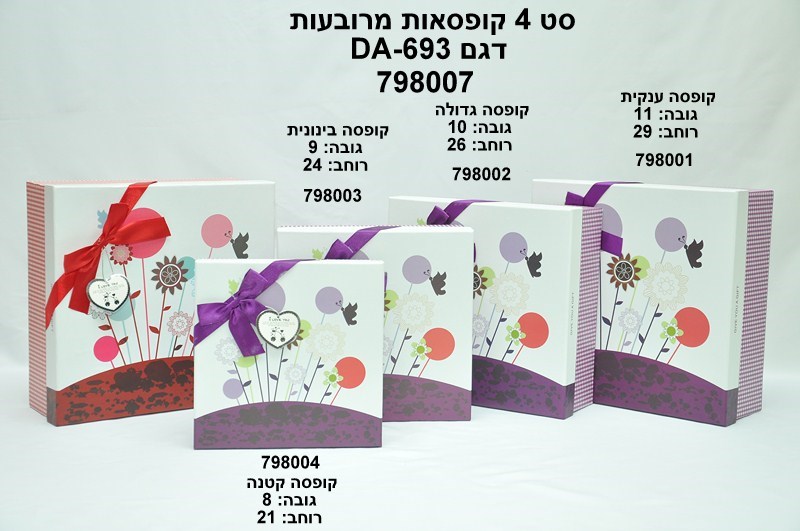 סט 4 קופסאות מרובעות
דגם DA-693
798007
קופסה ענקית
גובה: 11
רוחב: 29
798001
קופסה גדולה
גובה: 10
רוחב: 26
798002
קופסה בינונית
גובה: 9
רוחב: 24
798003
798004
קופסה קטנה
גובה: 8
רוחב: 21